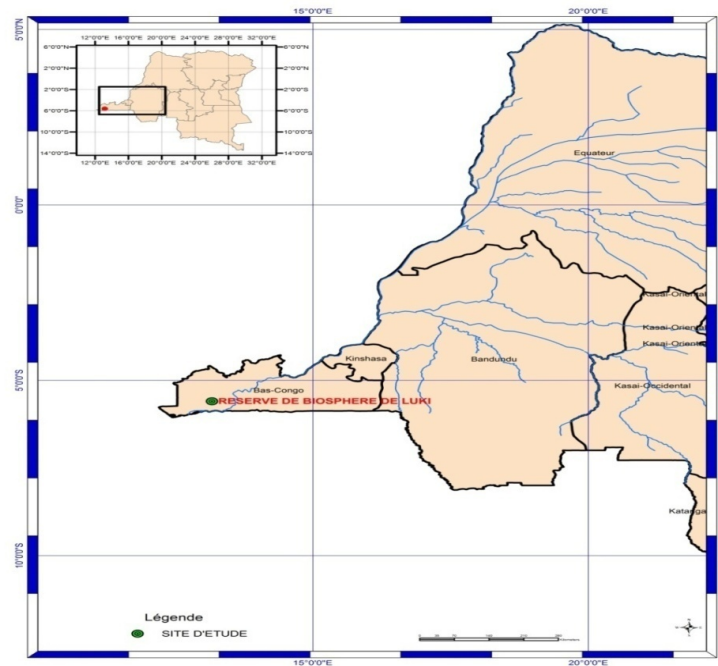 15°0'0"E 20°0'0"E
5°0'0"N
12°0'0"E 16°0'0"E 20°0'0"E 24°0'0"E 28°0'0"E 32°0'0"E
6°0'0"N 6°0'0"N
2°0'0"N 2°0'0"N
2°0'0"S 2°0'0"S
6°0'0"S 6°0'0"S
10°0'0"S 10°0'0"S
14°0'0"S 14°0'0"S
12°0'0"E 16°0'0"E 20°0'0"E 24°0'0"E 28°0'0"E 32°0'0"E
Equateur
0°0'0"
Kasai-Oriental
Kasai-Oriental
Kasai-Oriental
Kinshasa
Bandundu
5°0'0"S
Bas-Congo
Kasai-Occidental
RESERVE DE BIOSPHERE DE LUKI
Katanga
10°0'0"S
Légende
SITE D'ETUDE
15°0'0"E 20°0'0"E